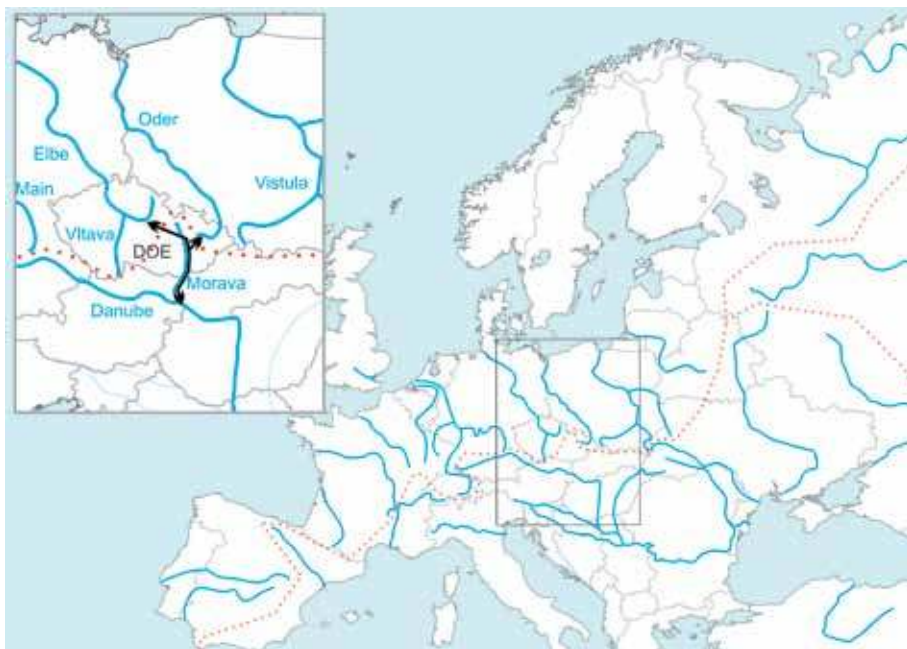 Oder
Elbe
Main
Vistula
Vltava
DOE
Morava
Danube